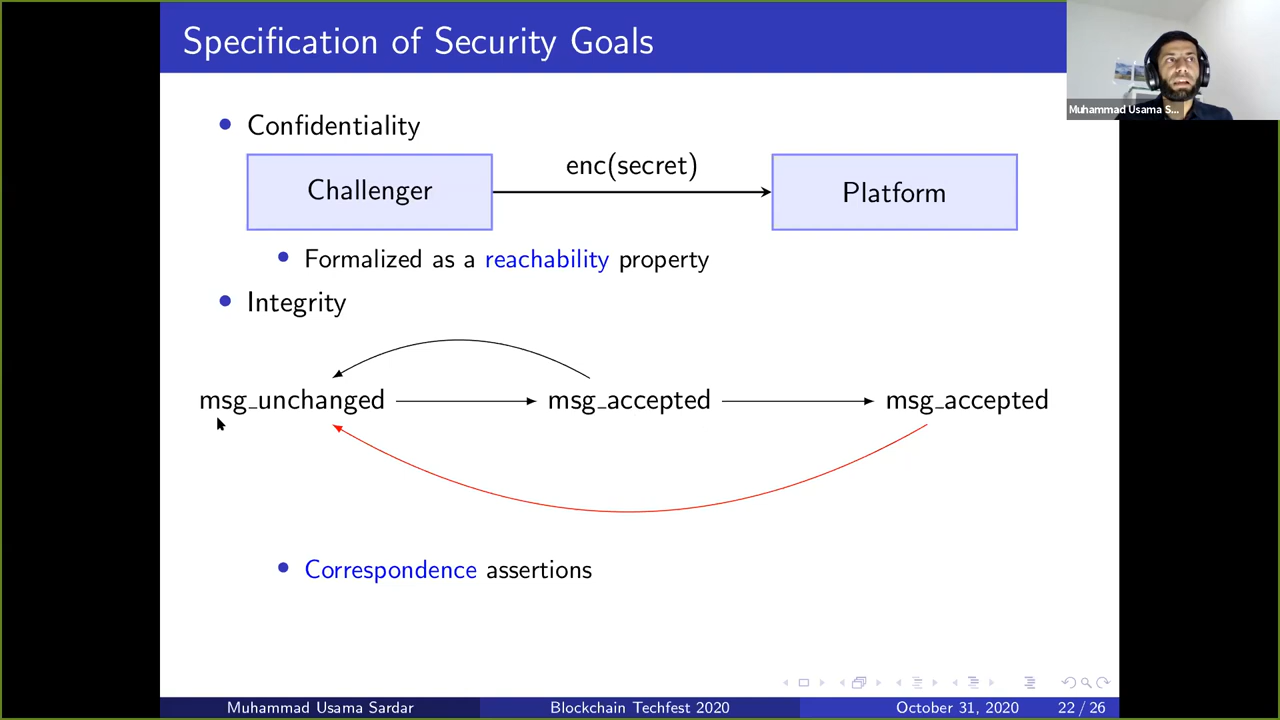 Specification of Security Goals
Muhammad Usama S...
Confidentiality
Challenger
enc(secret)
Platform
Formalized as a reachability property
Integrity
msg_unchanged
msg_accepted
msg_accepted
Correspondence assertions
Muhammad Usama Sardar
Blockchain Techfest 2020
October 31, 2020
22 / 26